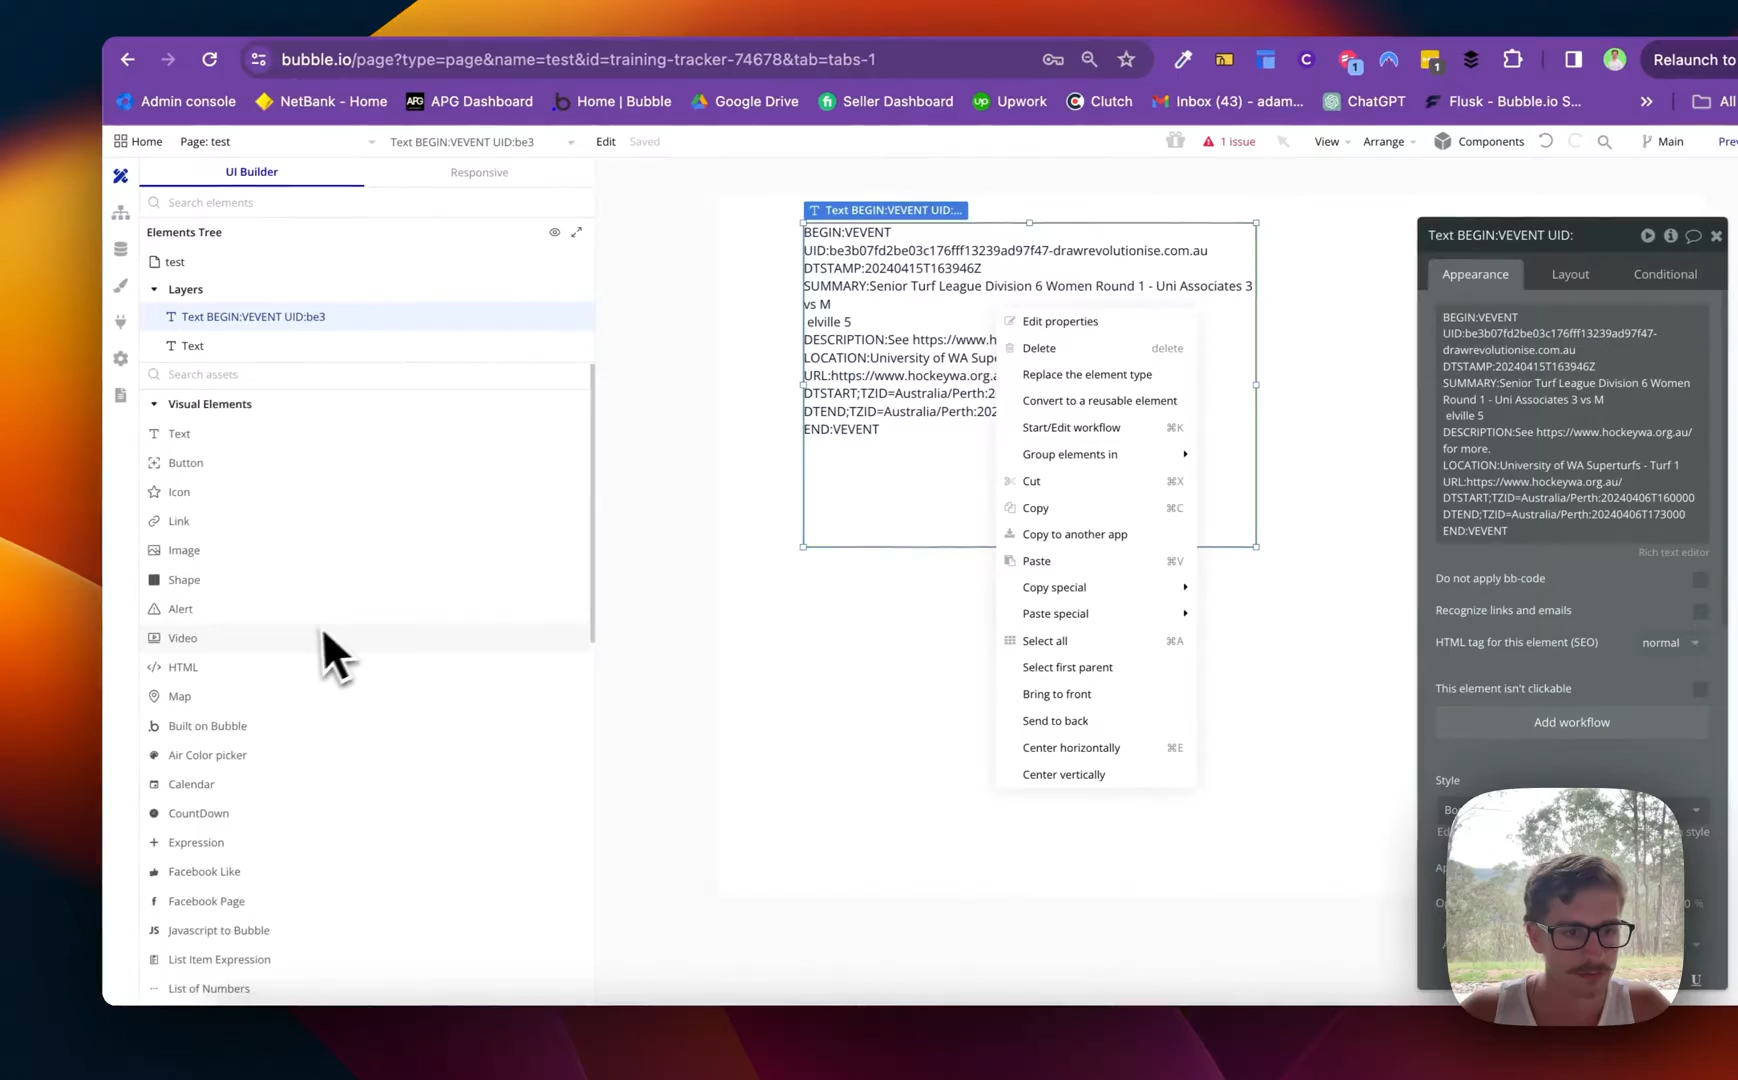 bubble.io/page?type=page&name=test&id=training-tracker-74678&tab=tabs-1
1
1
Relaunch to
Admin console
NetBank - Home
APG
APG Dashboard
Home | Bubble
Google Drive
Seller Dashboard
up
Upwork
Clutch
Inbox (43) - adam...
ChatGPT
Flusk - Bubble.io S...
»
All
Home
Page: test
Text BEGIN:VEVENT UID:be3
Edit
Saved
1 issue
View
Arrange
Components
Main
Prev
UI Builder
Responsive
Search elements
Elements Tree
test
Layers
Text BEGIN:VEVENT UID:be3
Text
Search assets
Visual Elements
Text
Button
Icon
Link
Image
Shape
Alert
Video
HTML
Map
Built on Bubble
Air Color picker
Calendar
CountDown
Expression
Facebook Like
Facebook Page
JS Javascript to Bubble
List Item Expression
List of Numbers
Text BEGIN:VEVENT UID:...
BEGIN:VEVENT
UID:be3b07fd2be03c176fff13239ad97f47-drawrevolutionise.com.au
DTSTAMP:20240415T163946Z
SUMMARY:Senior Turf League Division 6 Women Round 1 - Uni Associates 3
vs M
elville 5
DESCRIPTION:See https://www.h
LOCATION:University of WA Supe
URL:https://www.hockeywa.org.a
DTSTART;TZID=Australia/Perth:2
DTEND;TZID=Australia/Perth:202
END:VEVENT
Edit properties
Delete delete
Replace the element type
Convert to a reusable element
Start/Edit workflow ⌘K
Group elements in
Cut ⌘X
Copy ⌘C
Copy to another app
Paste ⌘V
Copy special
Paste special
Select all ⌘A
Select first parent
Bring to front
Send to back
Center horizontally ⌘E
Center vertically
Text BEGIN:VEVENT UID:
Appearance
Layout
Conditional
BEGIN:VEVENT
UID:be3b07fd2be03c176fff13239ad97f47-
drawrevolutionise.com.au
DTSTAMP:20240415T163946Z
SUMMARY:Senior Turf League Division 6 Women
Round 1 - Uni Associates 3 vs M
elville 5
DESCRIPTION:See https://www.hockeywa.org.au/
for more.
LOCATION:University of WA Superturfs - Turf 1
URL:https://www.hockeywa.org.au/
DTSTART;TZID=Australia/Perth:20240406T160000
DTEND;TZID=Australia/Perth:20240406T173000
END:VEVENT
Rich text editor
Do not apply bb-code
Recognize links and emails
HTML tag for this element (SEO)
normal
This element isn't clickable
Add workflow
Style
style
%
U